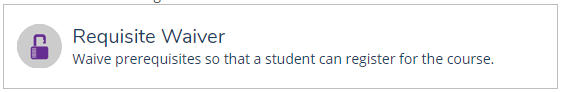 Requisite Waiver
Waive prerequisites so that a student can register for the course.